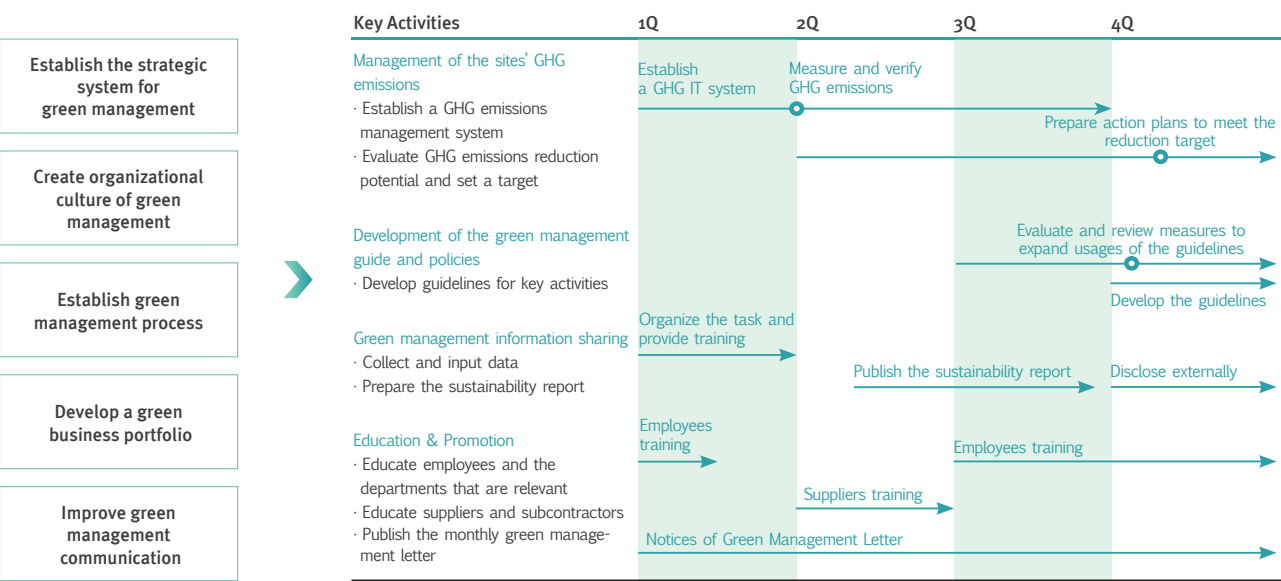 Establish the strategic
system for
green management
Create organizational
culture of green
management
Establish green
management process
Develop a green
business portfolio
Improve green
management
communication
Key Activities 1Q 2Q 3Q 4Q
Management of the sites’ GHG
emissions
· Establish a GHG emissions
management system
· Evaluate GHG emissions reduction
potential and set a target
Establish
a GHG IT system
Measure and verify
GHG emissions
Prepare action plans to meet the
reduction target
Development of the green management
guide and policies
· Develop guidelines for key activities
Evaluate and review measures to
expand usages of the guidelines
Develop the guidelines
Green management information sharing
· Collect and input data
· Prepare the sustainability report
Organize the task and
provide training
Publish the sustainability report
Disclose externally
Education & Promotion
· Educate employees and the
departments that are relevant
· Educate suppliers and subcontractors
· Publish the monthly green manage-
ment letter
Employees
training
Employees training
Suppliers training
Notices of Green Management Letter